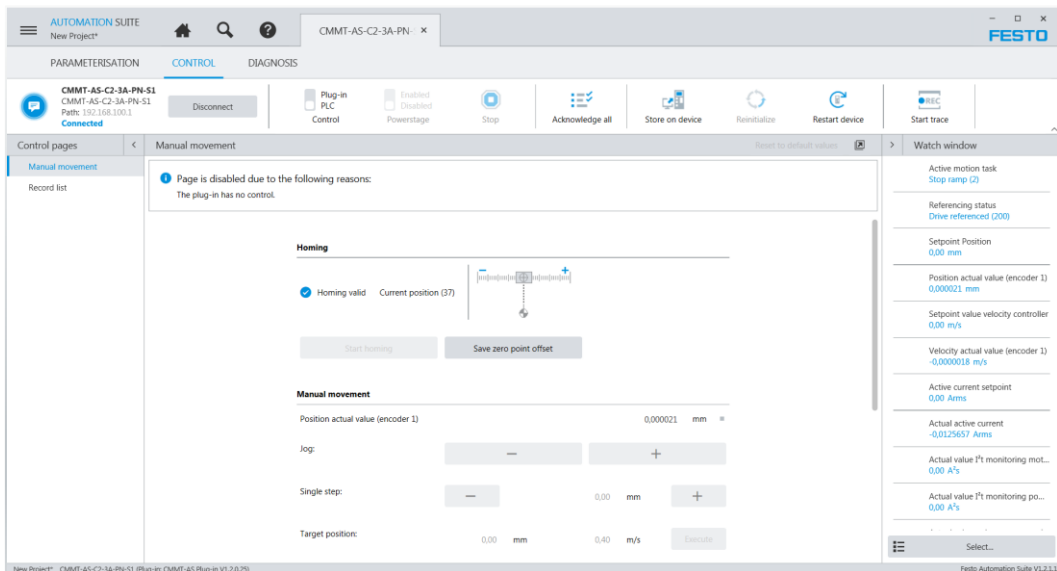 AUTOMATION SUITE
New Project*
CMMT-AS-C2-3A-PN- ×
FESTO
PARAMETERISATION CONTROL DIAGNOSIS
CMMT-AS-C2-3A-PN-S1
CMMT-AS-C2-3A-PN-S1
Path: 192.168.100.1
Connected
Disconnect
Plug-in
PLC
Control
Enabled
Disabled
Powerstage
Stop
Acknowledge all
Store on device
Reinitialize
Restart device
REC
Start trace
Control pages
Manual movement
Record list
Manual movement
Reset to default values
Page is disabled due to the following reasons:
The plug-in has no control.
Homing
Homing valid Current position (37)
Start homing
Save zero point offset
Manual movement
Position actual value (encoder 1) 0,000021 mm =
Jog: − +
Single step: − 0,00 mm +
Target position: 0,00 mm 0,40 m/s Execute
Watch window
Active motion task
Stop ramp (2)
Referencing status
Drive referenced (200)
Setpoint Position
0,00 mm
Position actual value (encoder 1)
0,000021 mm
Setpoint value velocity controller
0,00 m/s
Velocity actual value (encoder 1)
-0,0000018 m/s
Active current setpoint
0,00 Arms
Actual active current
-0,0125657 Arms
Actual value I²t monitoring mot...
0,00 A²s
Actual value I²t monitoring po...
0,00 A²s
Select...
New Project* CMMT-AS-C2-3A-PN-S1 (Plug-in: CMMT-AS Plug-in V1.2.0.25)
Festo Automation Suite V1.2.1.1